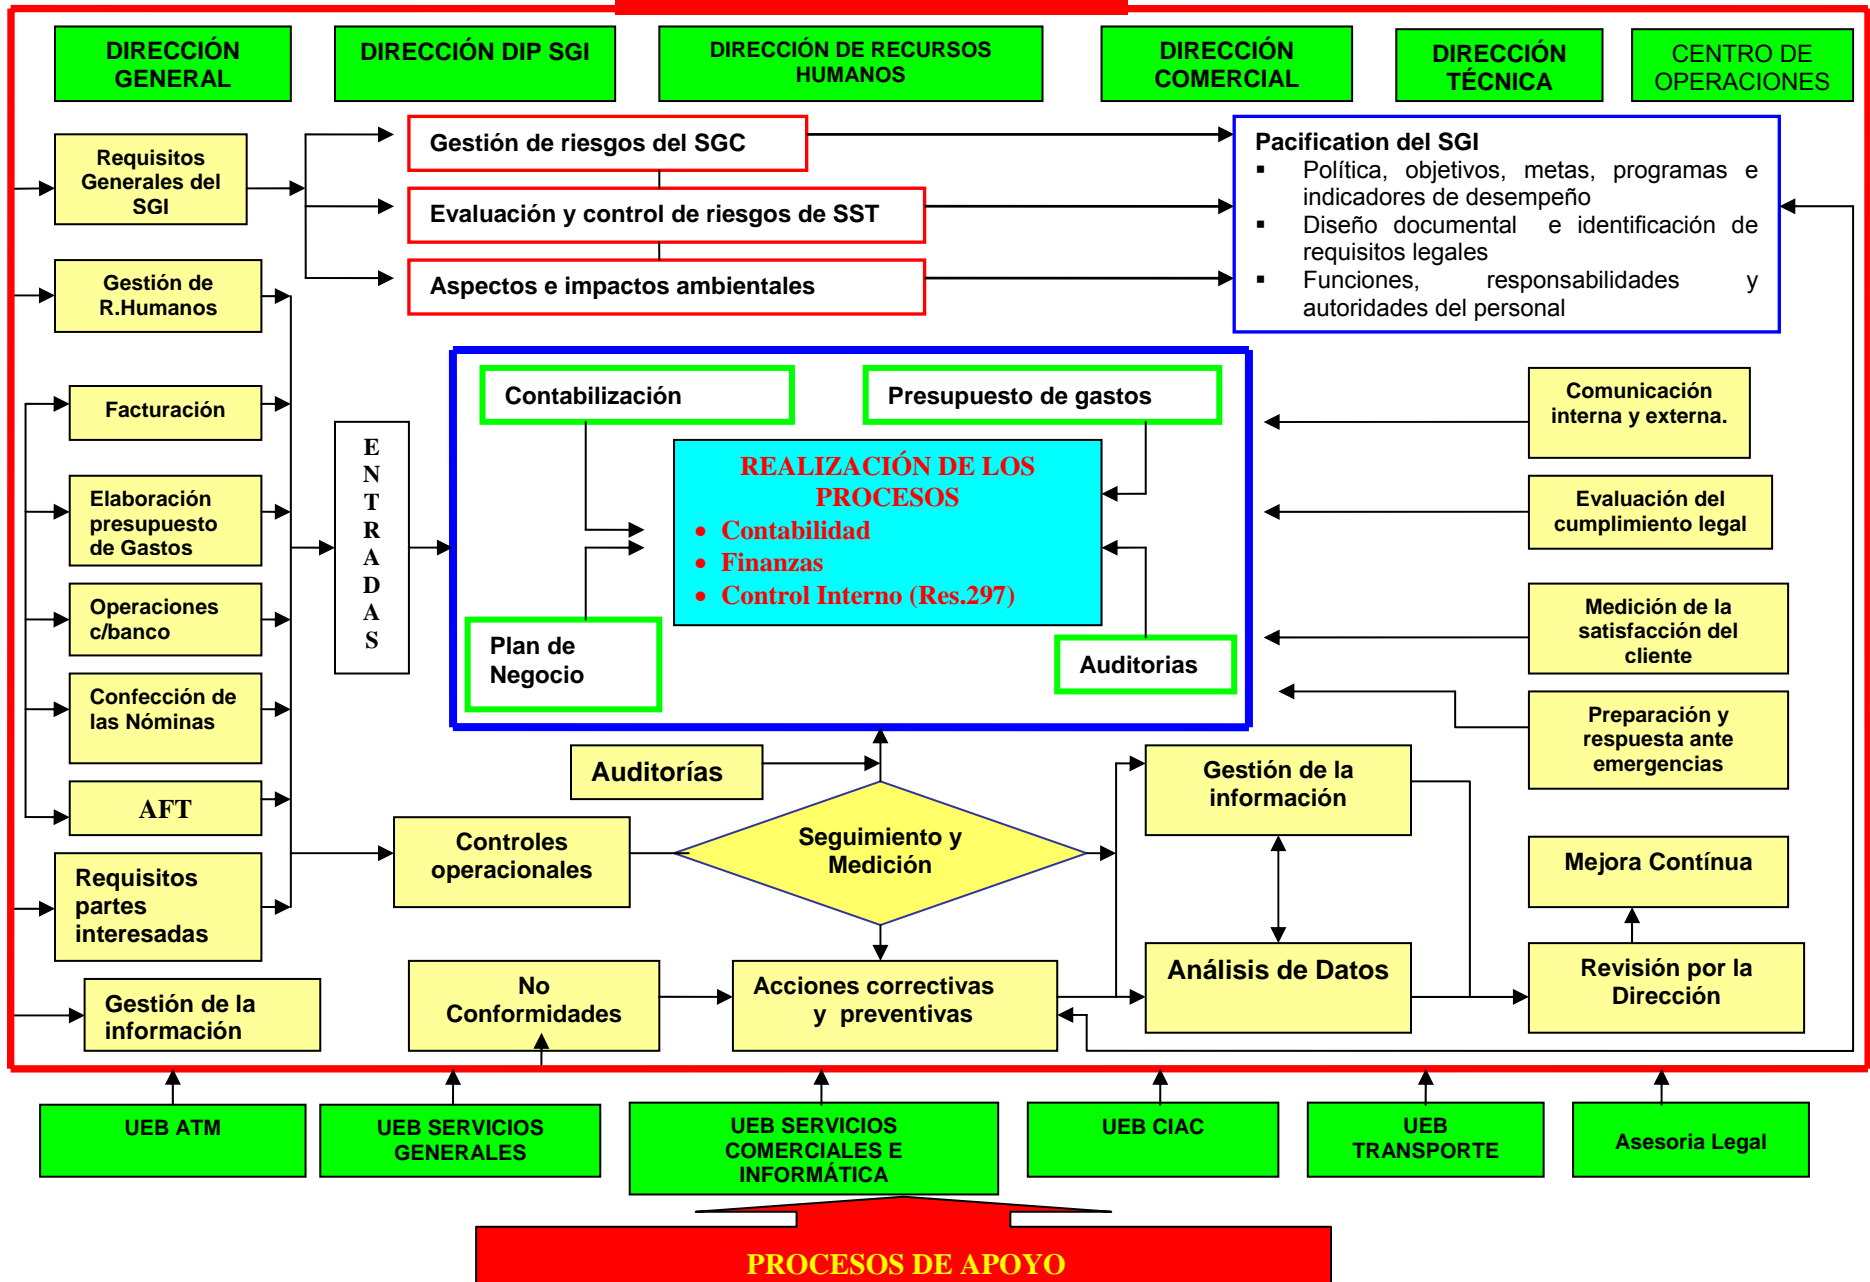 DIRECCIÓN
GENERAL
DIRECCIÓN DIP SGI
DIRECCIÓN DE RECURSOS
HUMANOS
DIRECCIÓN
COMERCIAL
DIRECCIÓN
TÉCNICA
CENTRO DE
OPERACIONES
Requisitos
Generales del
SGI
Gestión de riesgos del SGC
Evaluación y control de riesgos de SST
Aspectos e impactos ambientales
Pacification del SGI
▪ Política, objetivos, metas, programas e
indicadores de desempeño
▪ Diseño documental e identificación de
requisitos legales
▪ Funciones, responsabilidades y
autoridades del personal
Gestión de
R.Humanos
Facturación
Elaboración
presupuesto
de Gastos
Operaciones
c/banco
Confección de
las Nóminas
AFT
Requisitos
partes
interesadas
Gestión de la
información
E
N
T
R
A
D
A
S
Contabilización
Presupuesto de gastos
REALIZACIÓN DE LOS
PROCESOS
• Contabilidad
• Finanzas
• Control Interno (Res.297)
Plan de
Negocio
Auditorias
Comunicación
interna y externa.
Evaluación del
cumplimiento legal
Medición de la
satisfacción del
cliente
Preparación y
respuesta ante
emergencias
Auditorías
Controles
operacionales
Seguimiento y
Medición
Gestión de la
información
Mejora Contínua
No
Conformidades
Acciones correctivas
y preventivas
Análisis de Datos
Revisión por la
Dirección
UEB ATM
UEB SERVICIOS
GENERALES
UEB SERVICIOS
COMERCIALES E
INFORMÁTICA
UEB CIAC
UEB
TRANSPORTE
Asesoria Legal
PROCESOS DE APOYO